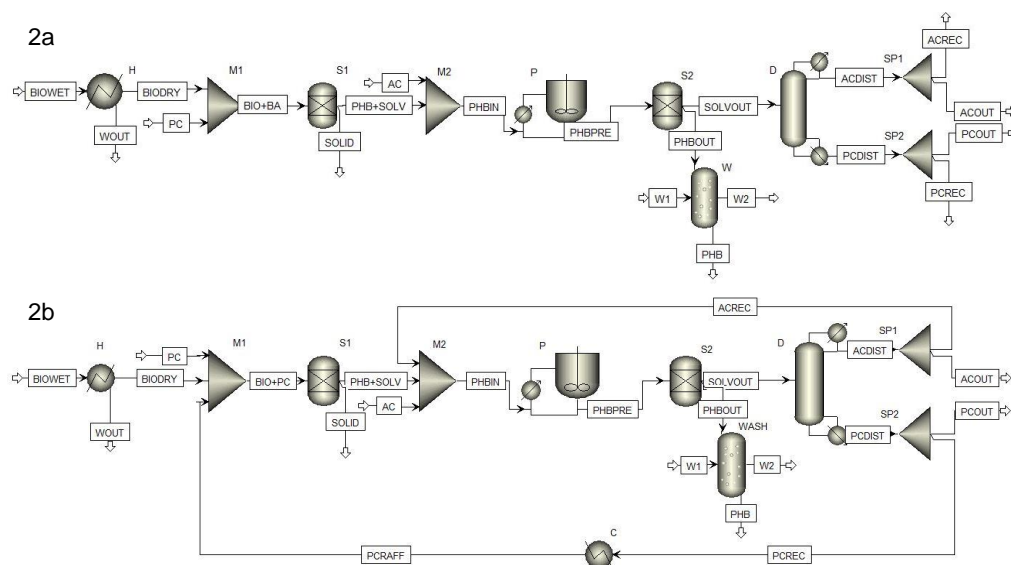 2a
ACREC
H
M1
S1
AC
M2
P
S2
D
SP1
BIOWET
BIODRY
BIO+BA
PHB+SOLV
PHBIN
SOLVOUT
ACDIST
ACOUT
PC
WOUT
SOLID
PHBPRE
PHBOUT
SP2
PCOUT
PCDIST
W
W1
W2
PCREC
PHB
2b
ACREC
H
PC
M1
S1
M2
P
S2
D
SP1
BIOWET
BIODRY
BIO+PC
PHB+SOLV
PHBIN
SOLVOUT
ACDIST
ACOUT
AC
PHBPRE
PHBOUT
SP2
PCOUT
WOUT
SOLID
WASH
PCDIST
W1
W2
PHB
C
PCRAFF
PCREC